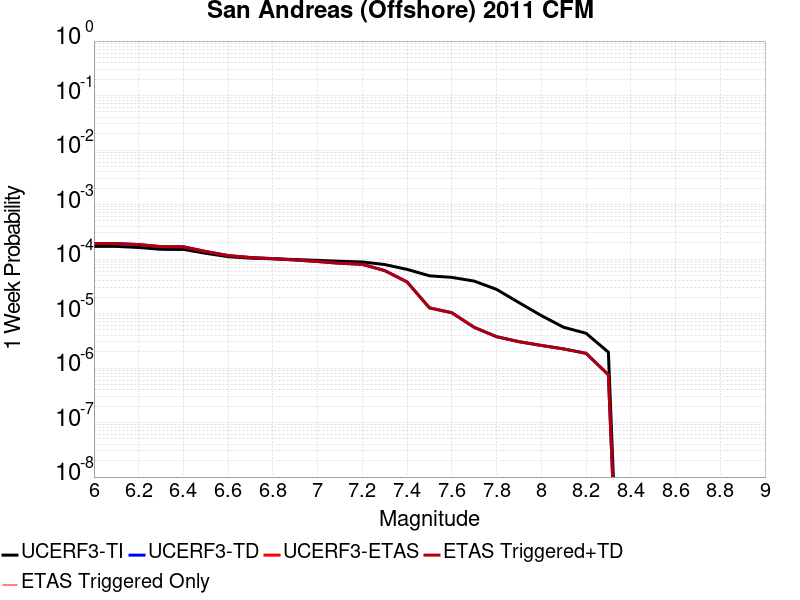 San Andreas (Offshore) 2011 CFM
1 Week Probability
10^0
10^-1
10^-2
10^-3
10^-4
10^-5
10^-6
10^-7
10^-8
6 6.2 6.4 6.6 6.8 7 7.2 7.4 7.6 7.8 8 8.2 8.4 8.6 8.8 9
Magnitude
UCERF3-TI UCERF3-TD UCERF3-ETAS ETAS Triggered+TD
ETAS Triggered Only